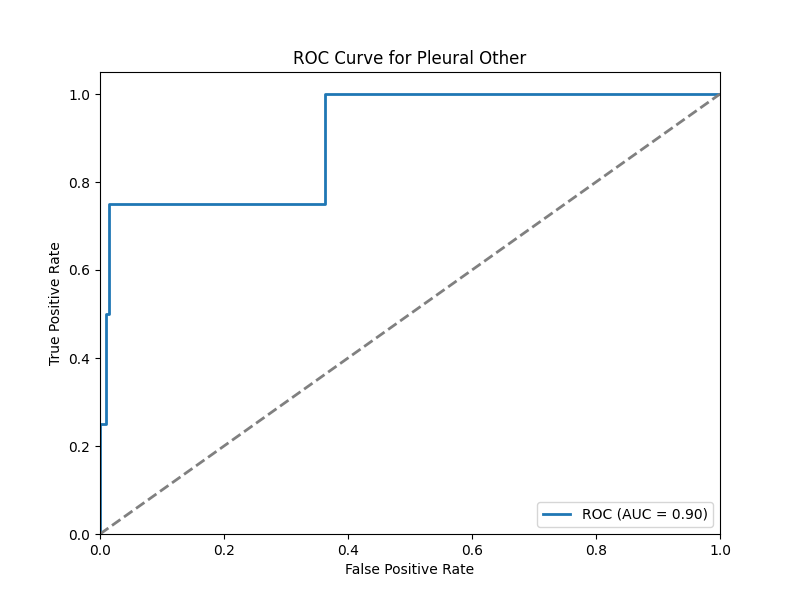 ROC Curve for Pleural Other
True Positive Rate
1.0
0.8
0.6
0.4
0.2
0.0
0.0 0.2 0.4 0.6 0.8 1.0
False Positive Rate
ROC (AUC = 0.90)